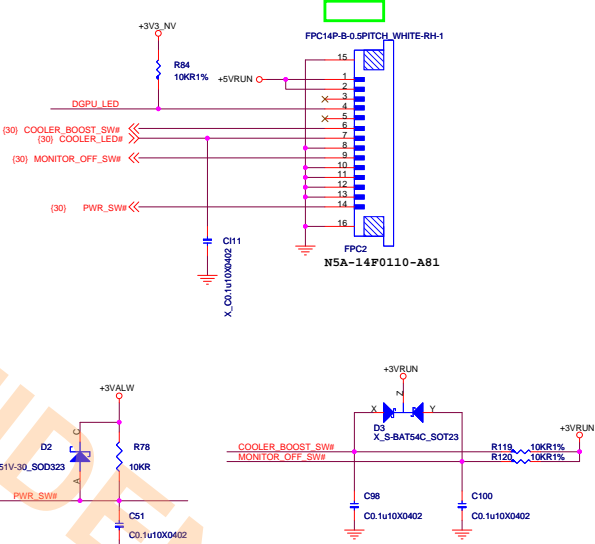 +3V3_NV
FPC14P-B-0.5PITCH_WHITE-RH-1
R84
10KR1%
+5VRUN
15
1
2
3
DGPU_LED
4
5
{30} COOLER_BOOST_SW#
6
{30} COOLER_LED#
7
8
{30} MONITOR_OFF_SW#
9
10
11
12
13
{30} PWR_SW#
14
16
CI11
X_C0.1u10X0402
FPC2
N5A-14F0110-A81
+3VALW
C
D2
51V-30_SOD323
A
R78
10KR
PWR_SW#
C51
C0.1u10X0402
+3VRUN
Z
X
Y
D3
X_S-BAT54C_SOT23
+3VRUN
COOLER_BOOST_SW#
R119
10KR1%
MONITOR_OFF_SW#
R120
10KR1%
C98
C0.1u10X0402
C100
C0.1u10X0402